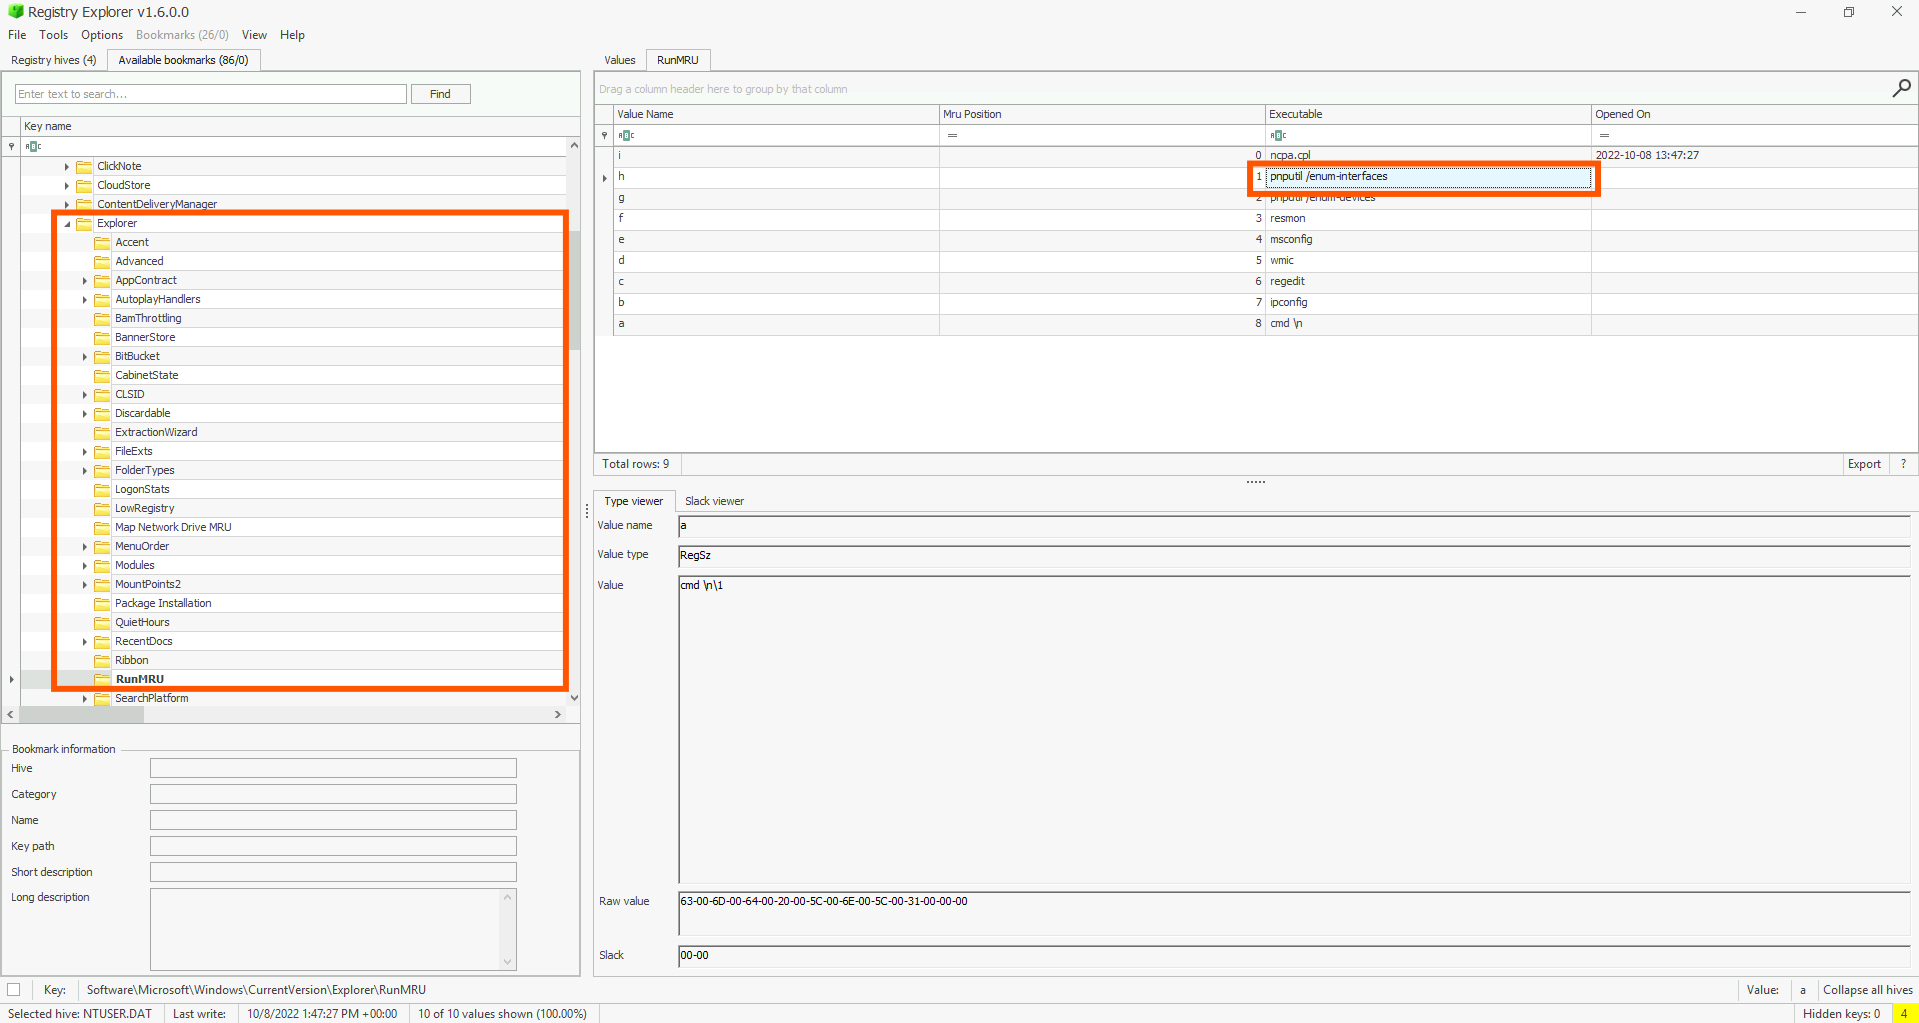 Registry Explorer v1.6.0.0
File Tools Options Bookmarks (26/0) View Help
Registry hives (4) Available bookmarks (86/0)
Enter text to search... Find
Key name
ClickNote
CloudStore
ContentDeliveryManager
Explorer
Accent
Advanced
AppContract
AutoplayHandlers
BamThrottling
BannerStore
BitBucket
CabinetState
CLSID
Discardable
ExtractionWizard
FileExts
FolderTypes
LogonStats
LowRegistry
Map Network Drive MRU
MenuOrder
Modules
MountPoints2
Package Installation
QuietHours
RecentDocs
Ribbon
RunMRU
SearchPlatform
Bookmark information
Hive
Category
Name
Key path
Short description
Long description
Values RunMRU
Drag a column header here to group by that column
Value Name Mru Position Executable Opened On
= =
i 0 ncpa.cpl 2022-10-08 13:47:27
h 1 pnputil /enum-interfaces
g 2 pnputil /enum-devices
f 3 resmon
e 4 msconfig
d 5 wmic
c 6 regedit
b 7 ipconfig
a 8 cmd \n
Total rows: 9 Export ?
Type viewer Slack viewer
Value name a
Value type RegSz
Value cmd \n\1
Raw value 63-00-6D-00-64-00-20-00-5C-00-6E-00-5C-00-31-00-00-00
Slack 00-00
Key: Software\Microsoft\Windows\CurrentVersion\Explorer\RunMRU Value: a Collapse all hives
Selected hive: NTUSER.DAT Last write: 10/8/2022 1:47:27 PM +00:00 10 of 10 values shown (100.00%) Hidden keys: 0 4